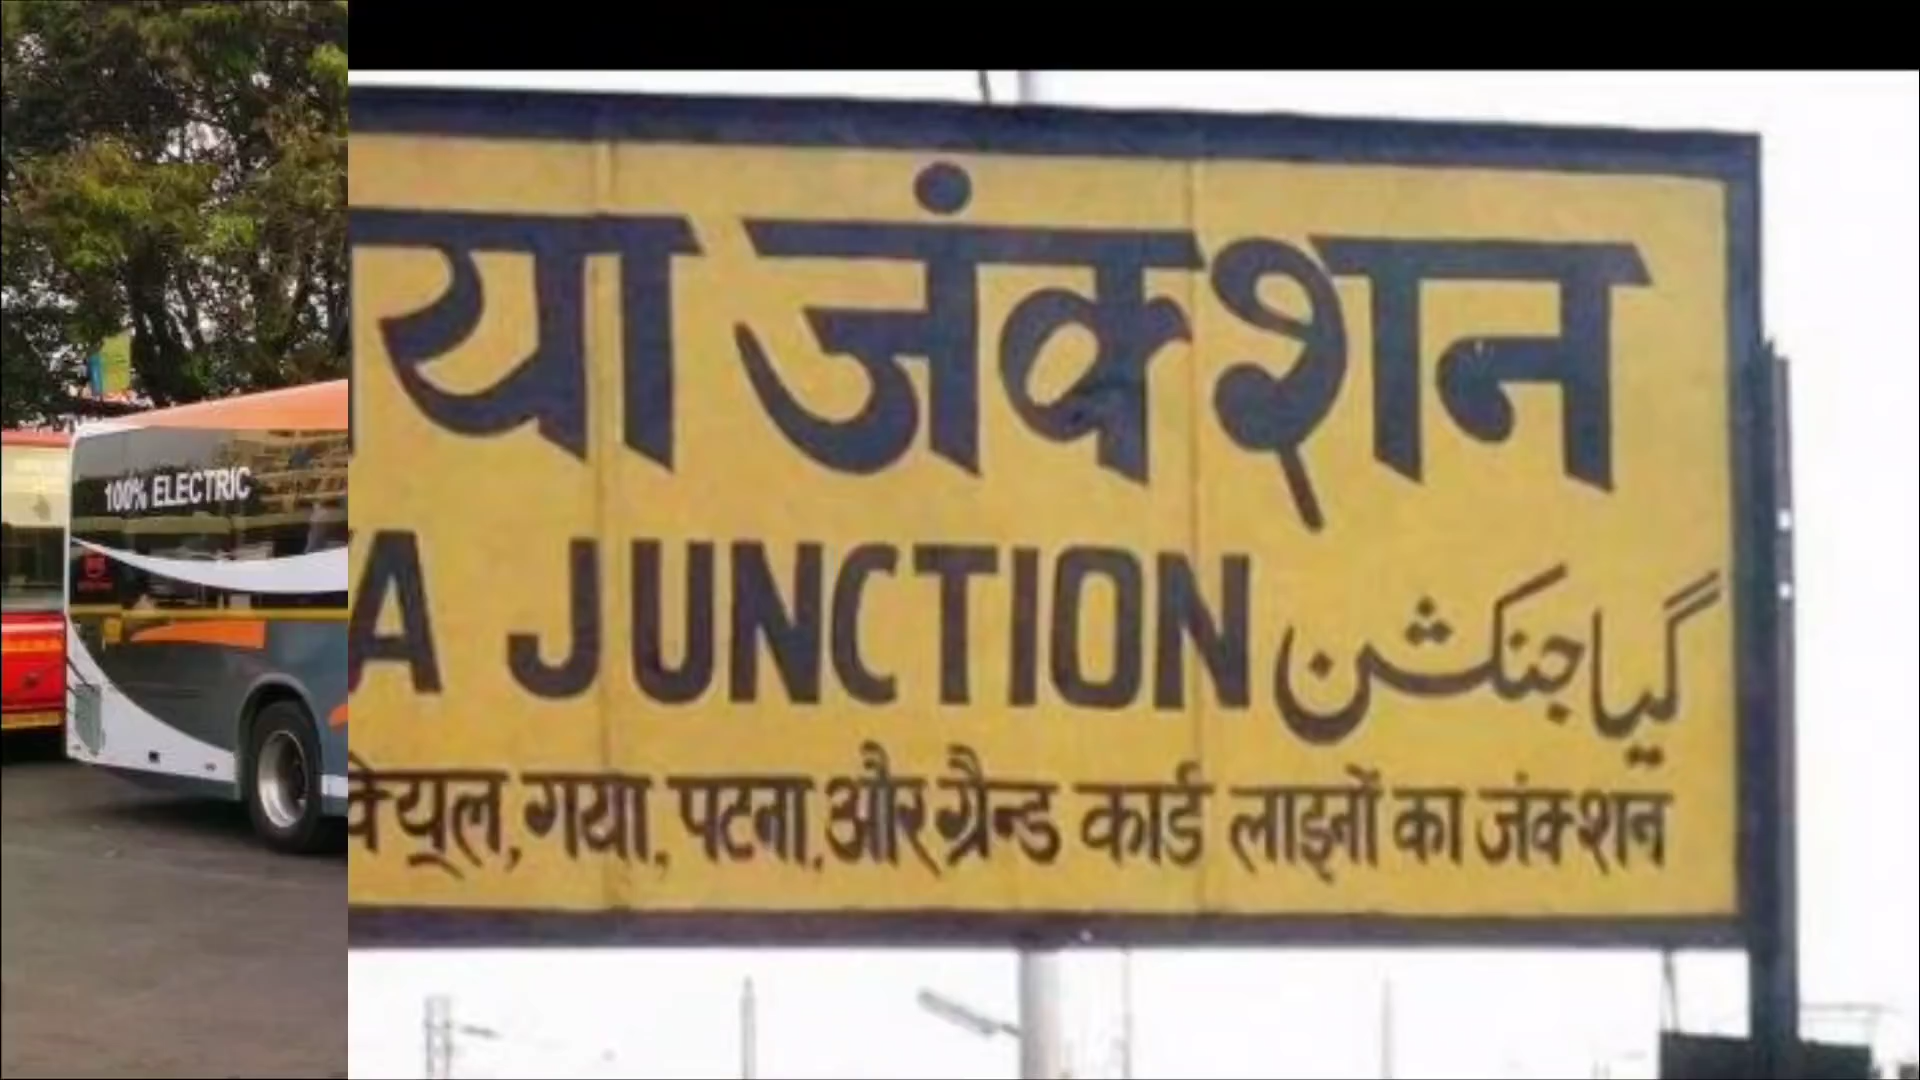 100% ELECTRIC
या जंक्शन
A JUNCTION گیا جنکشن
क्यिूल, गया, पटना, और ग्रैन्ड कार्ड लाइनों का जंक्शन